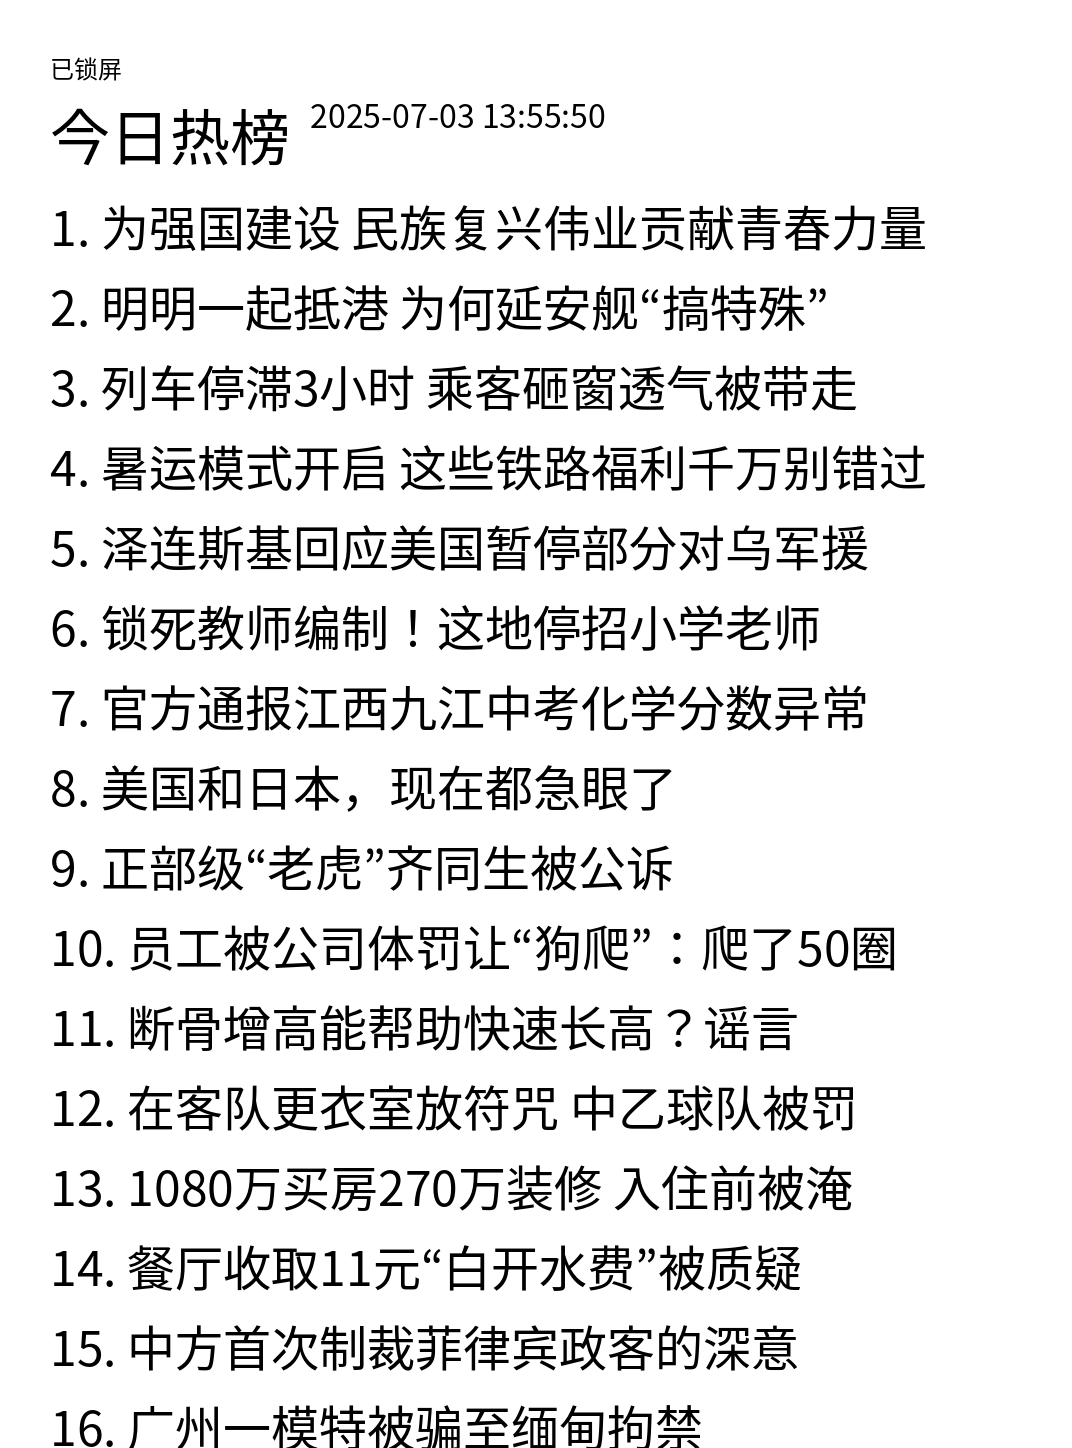 已锁屏
今日热榜 2025-07-03 13:55:50
1. 为强国建设 民族复兴伟业贡献青春力量
2. 明明一起抵港 为何延安舰“搞特殊”
3. 列车停滞3小时 乘客砸窗透气被带走
4. 暑运模式开启 这些铁路福利千万别错过
5. 泽连斯基回应美国暂停部分对乌军援
6. 锁死教师编制！这地停招小学老师
7. 官方通报江西九江中考化学分数异常
8. 美国和日本，现在都急眼了
9. 正部级“老虎”齐同生被公诉
10. 员工被公司体罚让“狗爬”：爬了50圈
11. 断骨增高能帮助快速长高？谣言
12. 在客队更衣室放符咒 中乙球队被罚
13. 1080万买房270万装修 入住前被淹
14. 餐厅收取11元“白开水费”被质疑
15. 中方首次制裁菲律宾政客的深意
16. 广州一模特被骗至缅甸拘禁